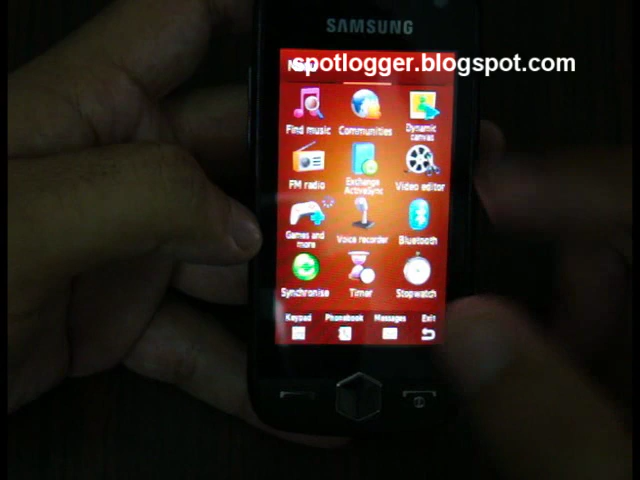 SAMSUNG
spotlogger.blogspot.com
Find music
Communities
Dynamic canvas
FM radio
Exchange ActiveSync
Video editor
Games and more
Voice recorder
Bluetooth
Synchronise
Timer
Stopwatch
Keypad
Phonebook
Messages
Exit